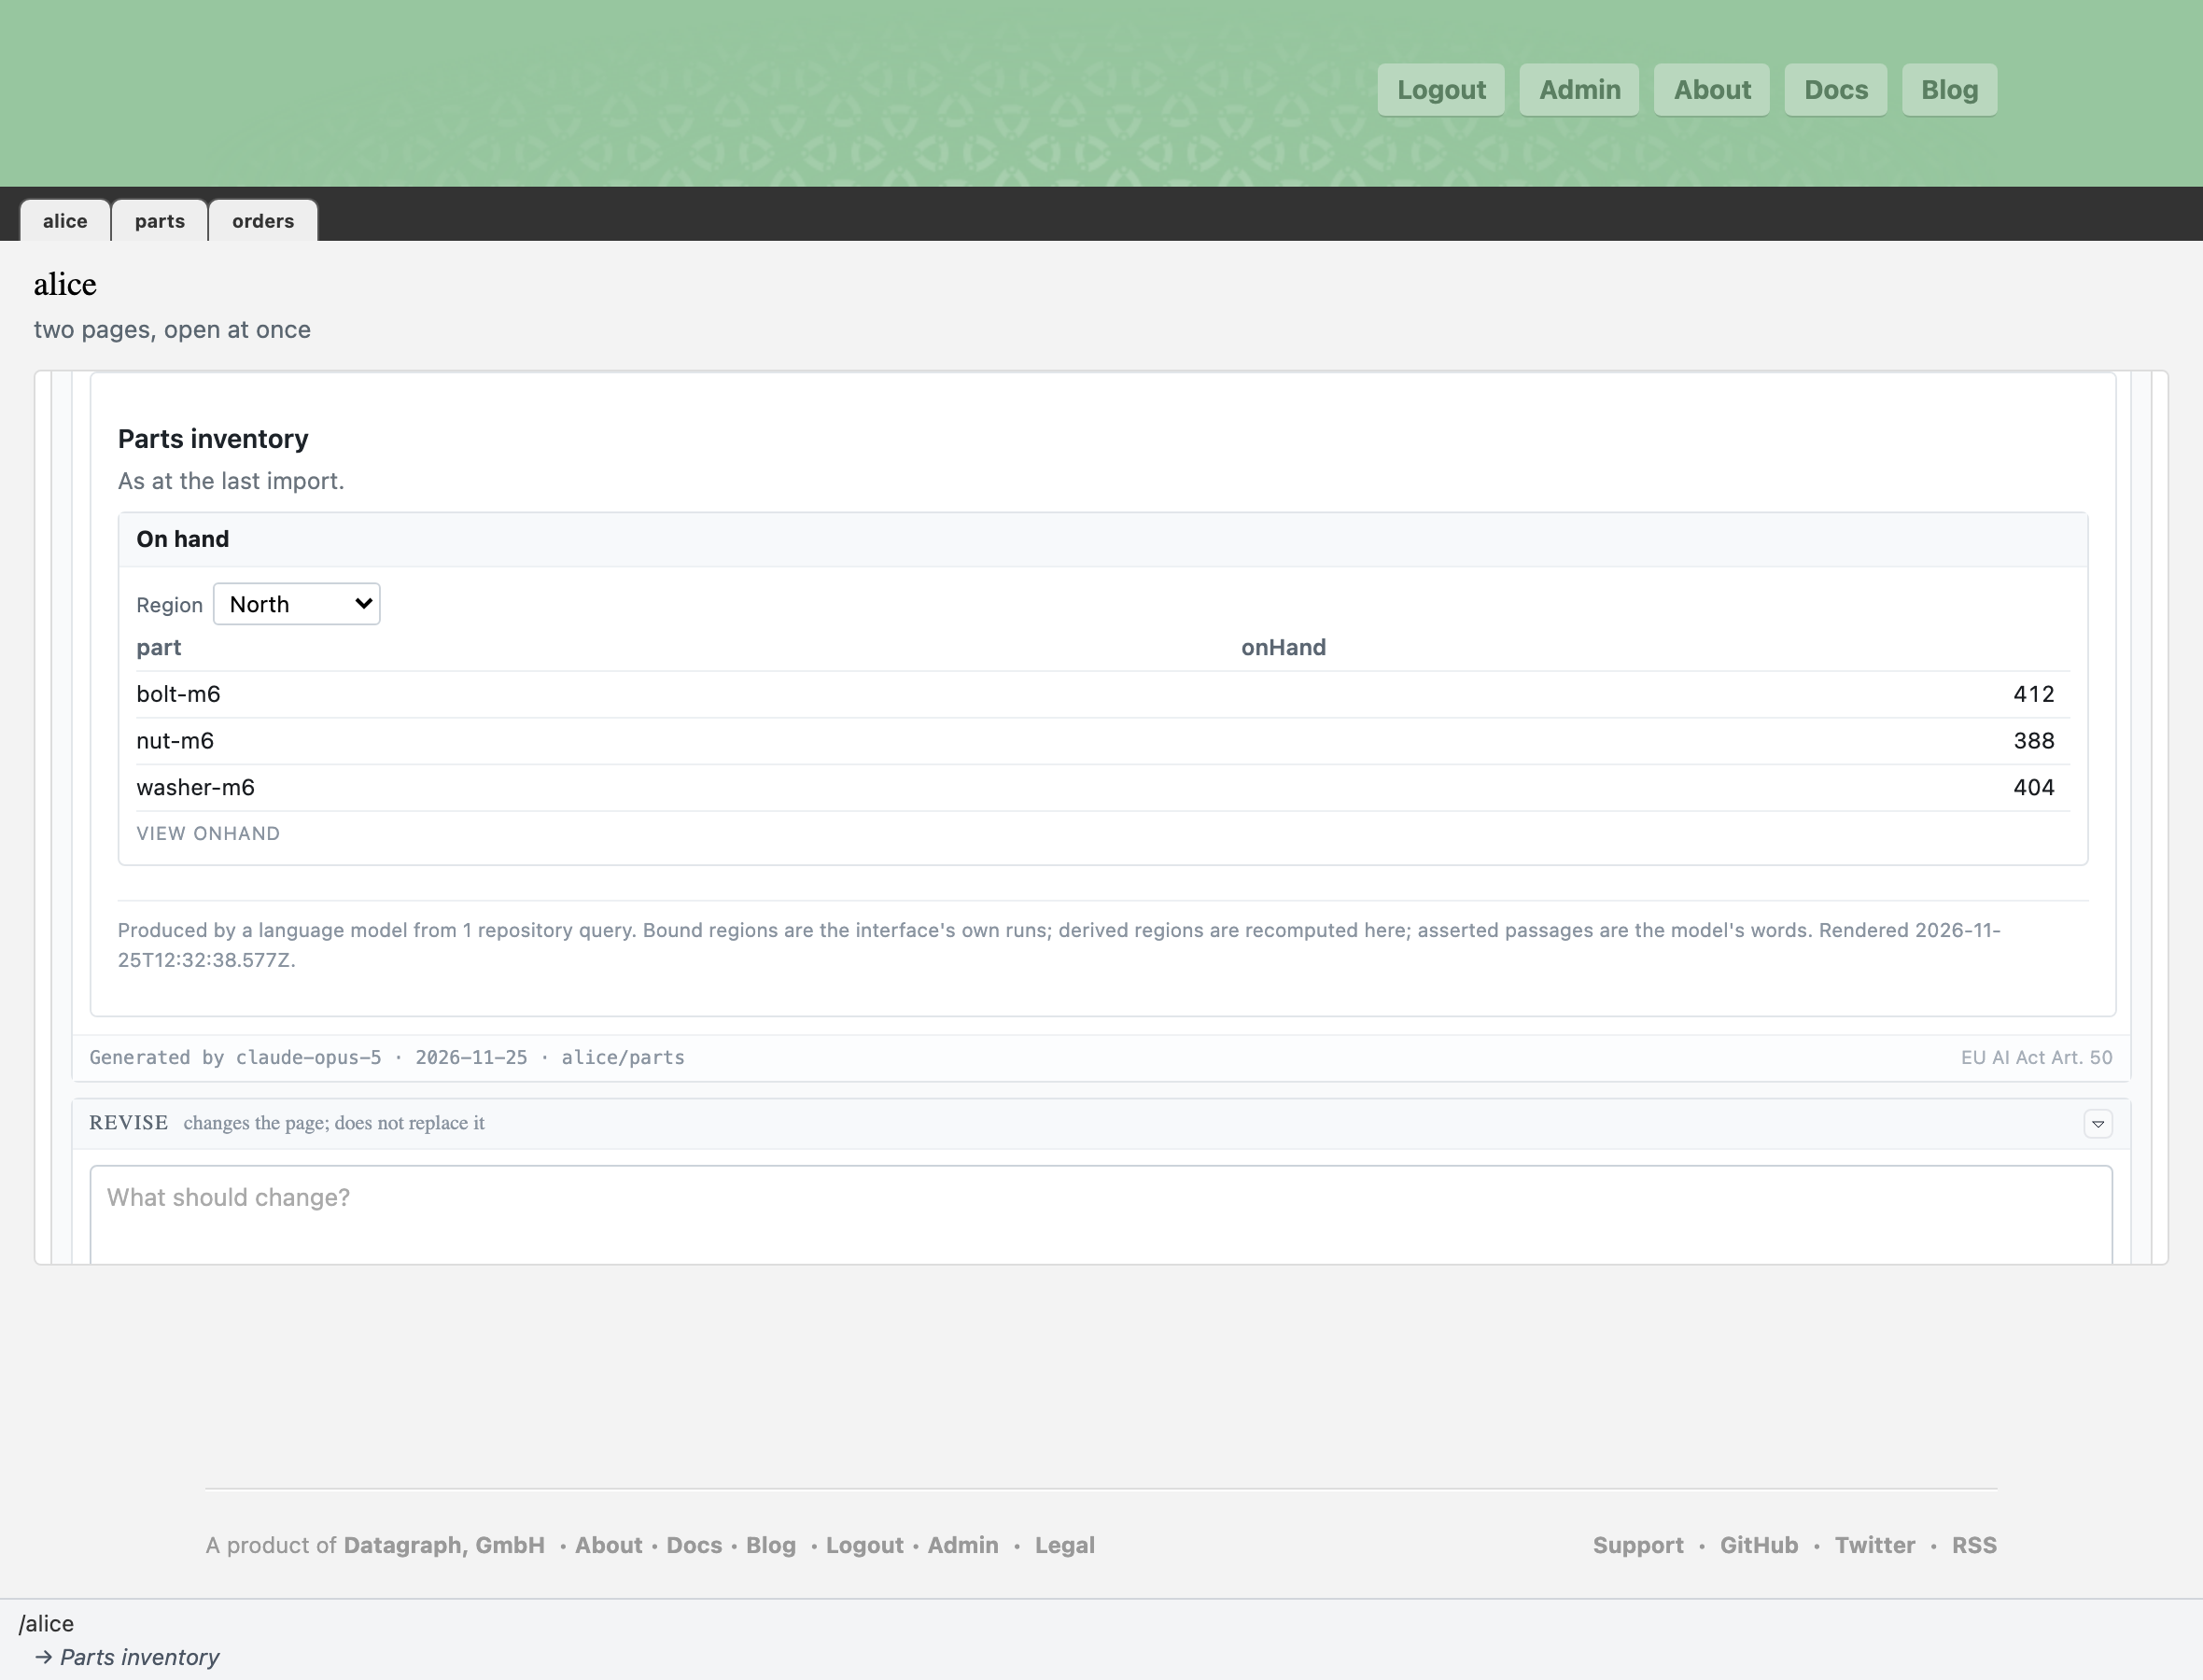 Logout Admin About Docs Blog
alice parts orders
alice
two pages, open at once
Parts inventory
As at the last import.
On hand
Region North
part onHand
bolt-m6 412
nut-m6 388
washer-m6 404
VIEW ONHAND
Produced by a language model from 1 repository query. Bound regions are the interface's own runs; derived regions are recomputed here; asserted passages are the model's words. Rendered 2026-11-
25T12:32:38.577Z.
Generated by claude-opus-5 · 2026-11-25 · alice/parts EU AI Act Art. 50
REVISE changes the page; does not replace it
What should change?
A product of Datagraph, GmbH · About · Docs · Blog · Logout · Admin · Legal Support · GitHub · Twitter · RSS
/alice
→ Parts inventory